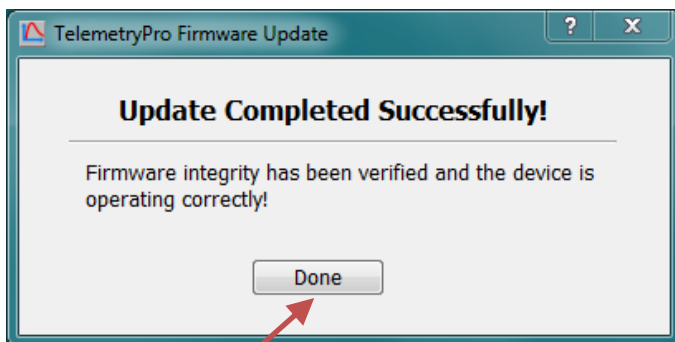 TelemetryPro Firmware Update
? X
Update Completed Successfully!
Firmware integrity has been verified and the device is
operating correctly!
Done